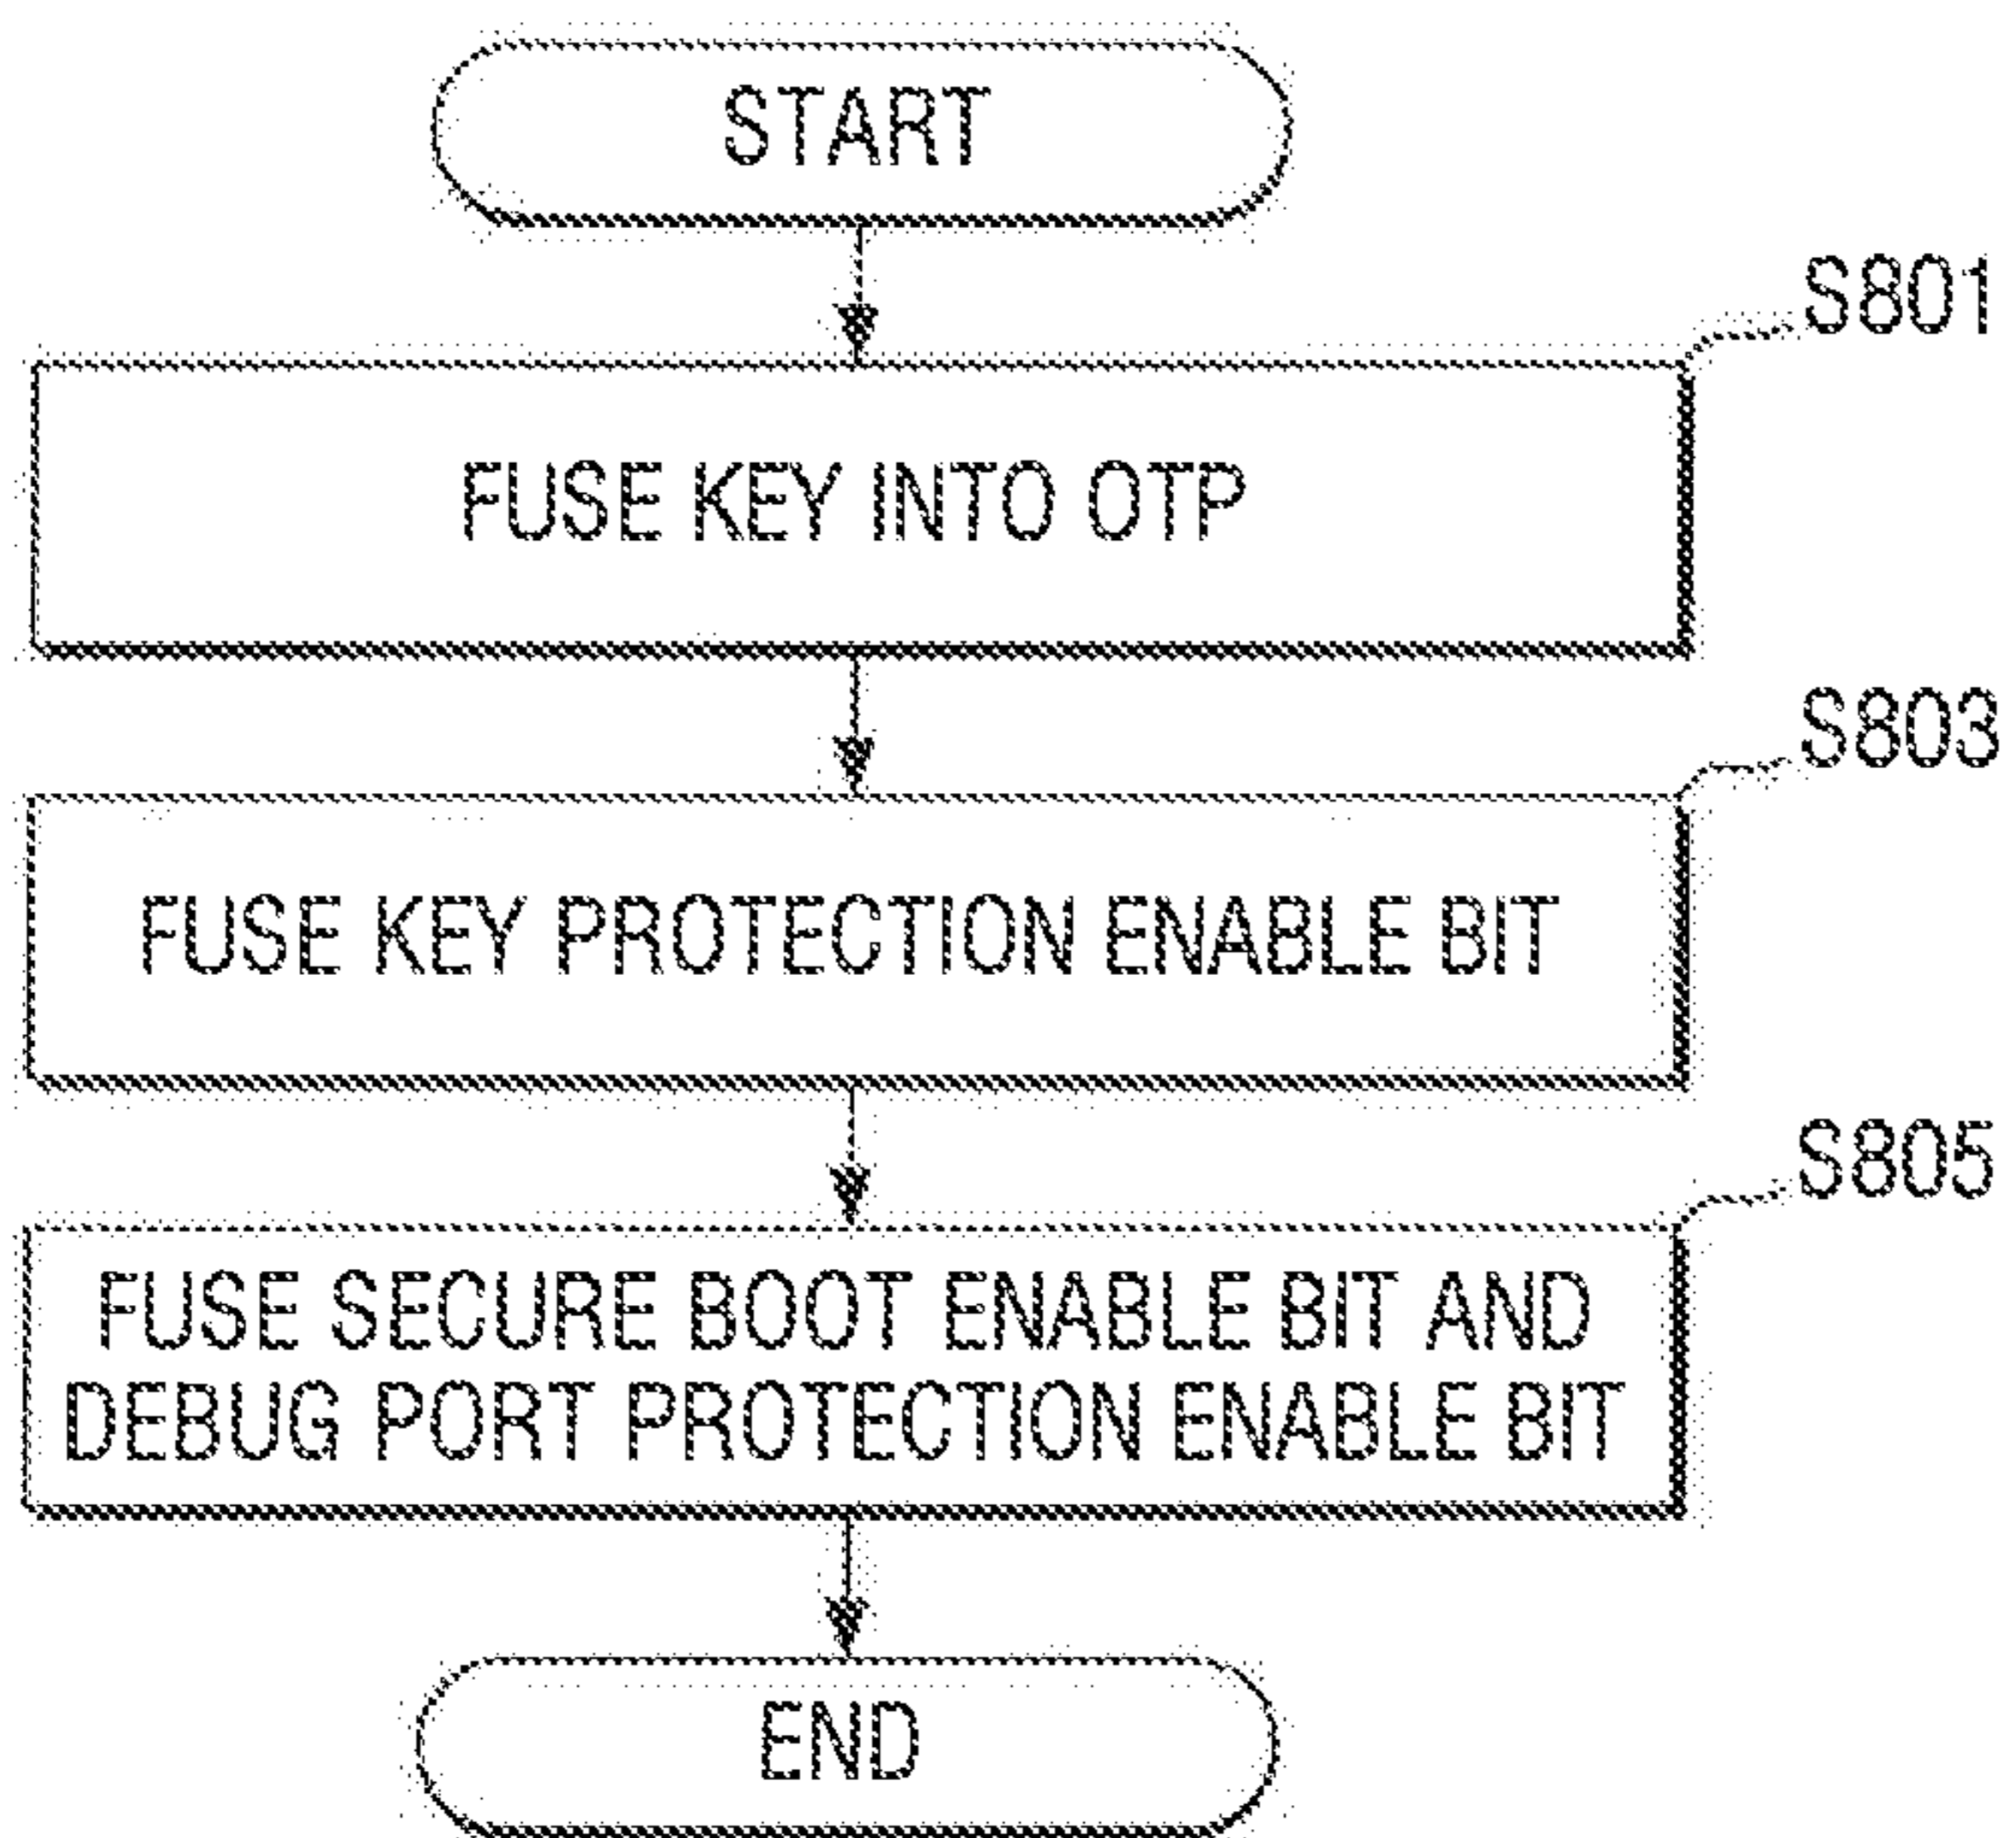 START
S801
FUSE KEY INTO OTP
S803
FUSE KEY PROTECTION ENABLE BIT
S805
FUSE SECURE BOOT ENABLE BIT AND
DEBUG PORT PROTECTION ENABLE BIT
END